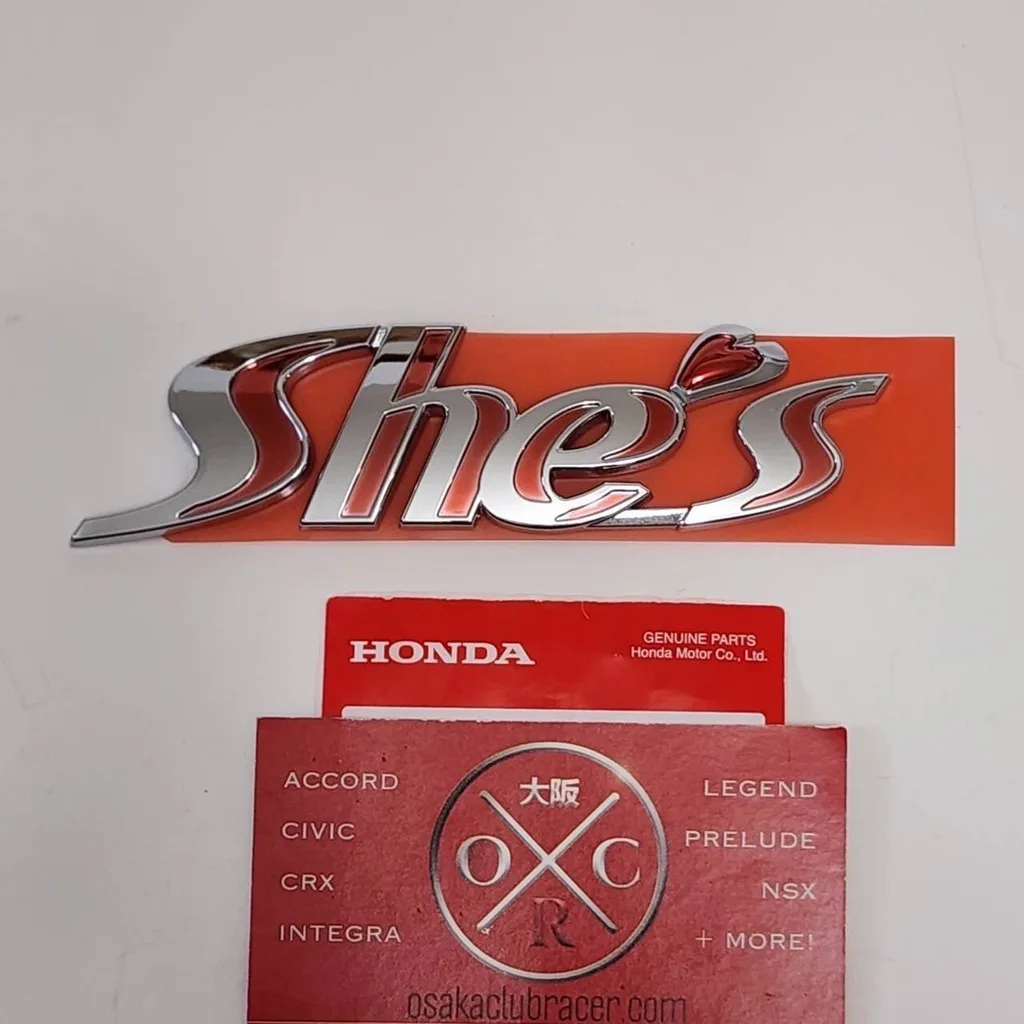 She's
HONDA
GENUINE PARTS
Honda Motor Co., Ltd.
大阪
O C
R
ACCORD
CIVIC
CRX
INTEGRA
LEGEND
PRELUDE
NSX
+ MORE!
osakaclubracer.com